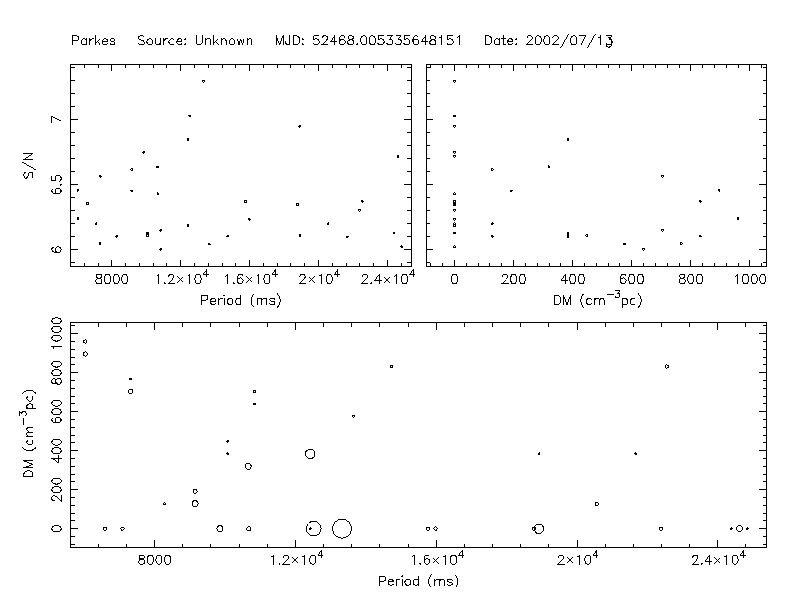 Parkes Source: Unknown MJD: 52468.005335648151 Date: 2002/07/13
S/N
7
6.5
6
8000 1.2×10⁴ 1.6×10⁴ 2×10⁴ 2.4×10⁴
Period (ms)
0 200 400 600 800 1000
DM (cm⁻³pc)
DM (cm⁻³pc)
1000
800
600
400
200
0
8000 1.2×10⁴ 1.6×10⁴ 2×10⁴ 2.4×10⁴
Period (ms)